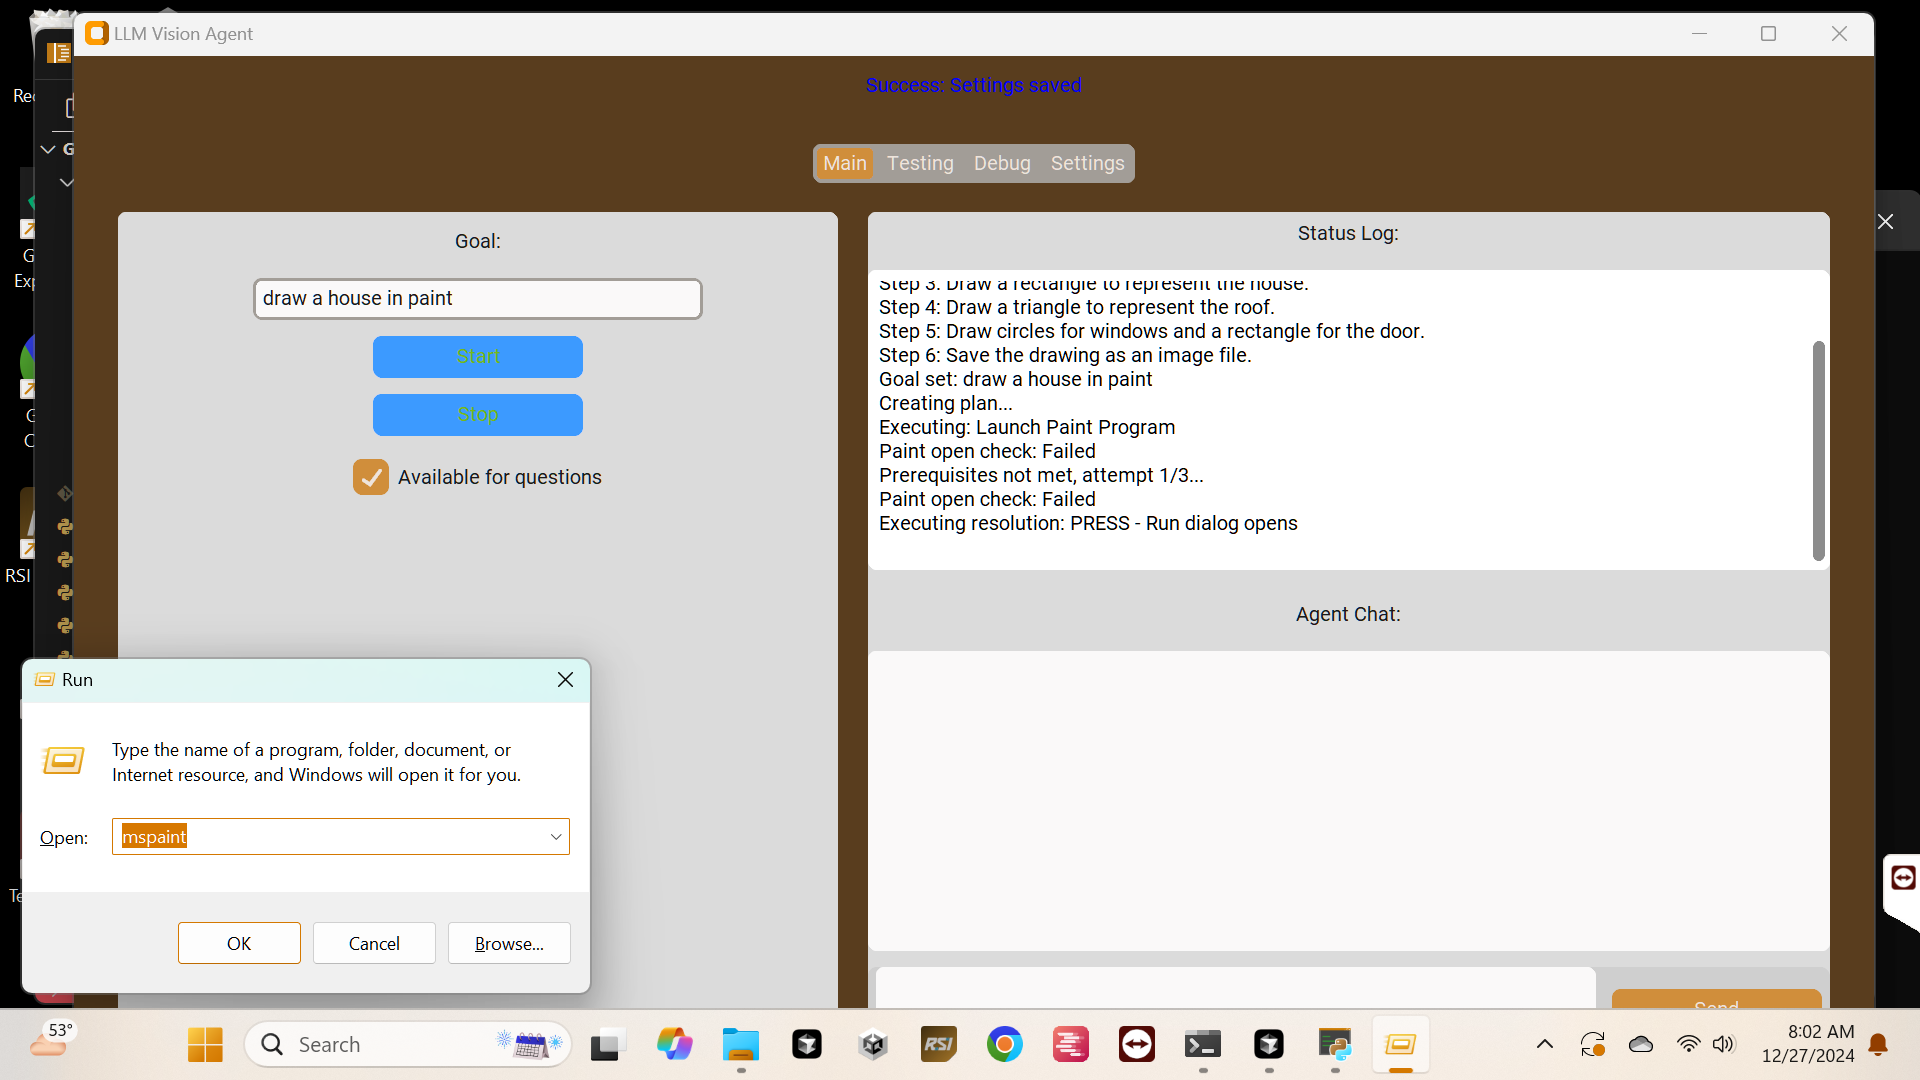 LLM Vision Agent
Success: Settings saved
Main Testing Debug Settings
Goal:
draw a house in paint
Start
Stop
Available for questions
Status Log:
Step 3: Draw a rectangle to represent the house.
Step 4: Draw a triangle to represent the roof.
Step 5: Draw circles for windows and a rectangle for the door.
Step 6: Save the drawing as an image file.
Goal set: draw a house in paint
Creating plan...
Executing: Launch Paint Program
Paint open check: Failed
Prerequisites not met, attempt 1/3...
Paint open check: Failed
Executing resolution: PRESS - Run dialog opens
Agent Chat:
Send
Rec
G
G
Exp
G
C
RSI
Te
Run
Type the name of a program, folder, document, or
Internet resource, and Windows will open it for you.
Open: mspaint
OK Cancel Browse...
53°
Search
RSI
8:02 AM
12/27/2024